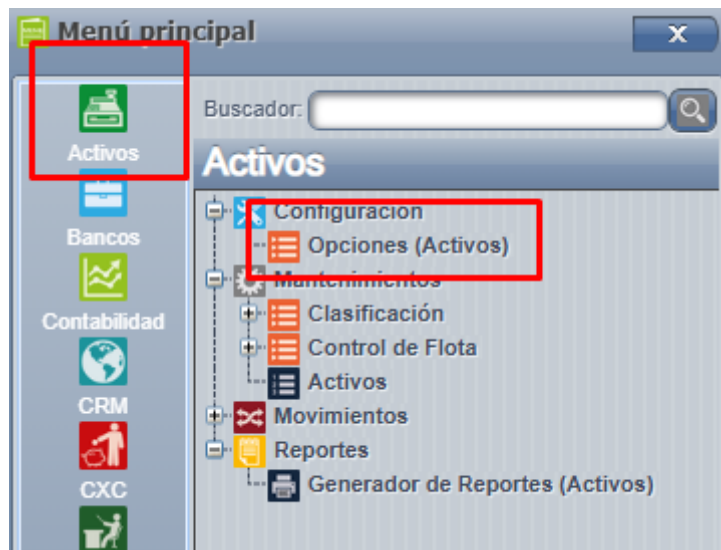 Menú principal
x
Activos
Bancos
Contabilidad
CRM
CXC
Buscador:
Activos
Configuración
Opciones (Activos)
Mantenimientos
Clasificación
Control de Flota
Activos
Movimientos
Reportes
Generador de Reportes (Activos)